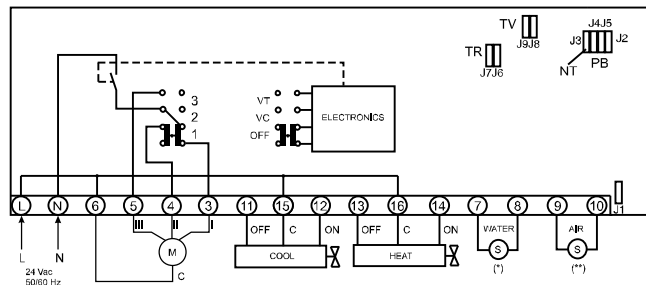 TV
J9J8
TR
J7J6
J4J5
J3
J2
NT
PB
3
2
1
VT
VC
OFF
ELECTRONICS
J1
L N 6 5 4 3 11 15 12 13 16 14 7 8 9 10
III II I
OFF C ON OFF C ON
WATER
AIR
L N
M
COOL
HEAT
S
S
(*)
(**)
24 Vac
50/60 Hz
C